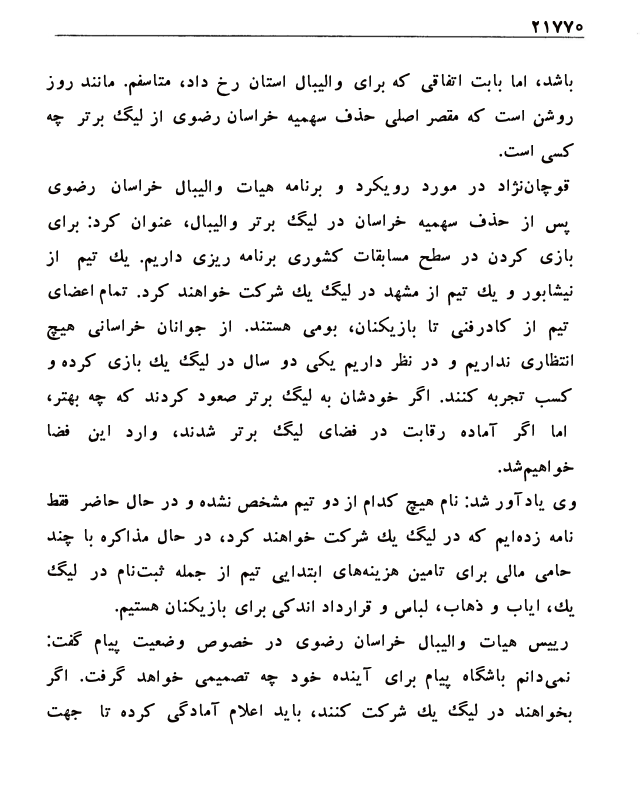 ۲۱۷۷۰
باشد، اما بابت اتفاقی که برای والیبال استان رخ داد، متاسفم. مانند روز
روشن است که مقصر اصلی حذف سهمیه خراسان رضوی از لیگ برتر چه
کسی است.
قوچان‌نژاد در مورد رویکرد و برنامه هیات والیبال خراسان رضوی
پس از حذف سهمیه خراسان در لیگ برتر والیبال، عنوان کرد: برای
بازی کردن در سطح مسابقات کشوری برنامه ریزی داریم. یك تیم از
نیشابور و یك تیم از مشهد در لیگ یك شرکت خواهند کرد. تمام اعضای
تیم از کادرفنی تا بازیکنان، بومی هستند. از جوانان خراسانی هیچ
انتظاری نداریم و در نظر داریم یکی دو سال در لیگ یك بازی کرده و
کسب تجربه کنند. اگر خودشان به لیگ برتر صعود کردند که چه بهتر،
اما اگر آماده رقابت در فضای لیگ برتر شدند، وارد این فضا
خواهیم‌شد.
وی یادآور شد: نام هیچ کدام از دو تیم مشخص نشده و در حال حاضر فقط
نامه زده‌ایم که در لیگ یك شرکت خواهند کرد، در حال مذاکره با چند
حامی مالی برای تامین هزینه‌های ابتدایی تیم از جمله ثبت‌نام در لیگ
یك، ایاب و ذهاب، لباس و قرارداد اندکی برای بازیکنان هستیم.
رییس هیات والیبال خراسان رضوی در خصوص وضعیت پیام گفت:
نمی‌دانم باشگاه پیام برای آینده خود چه تصمیمی خواهد گرفت. اگر
بخواهند در لیگ یك شرکت کنند، باید اعلام آمادگی کرده تا جهت